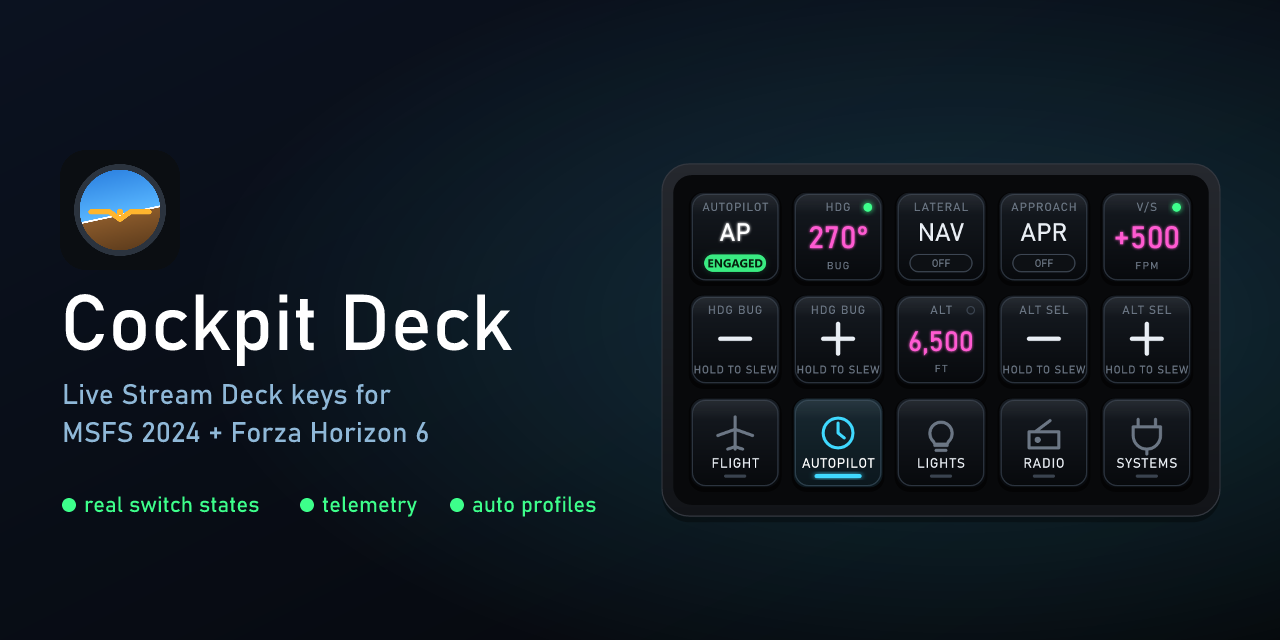 Cockpit Deck
Live Stream Deck keys for
MSFS 2024 + Forza Horizon 6
real switch states telemetry auto profiles
AUTOPILOT HDG LATERAL APPROACH V/S
AP 270° NAV APR +500
ENGAGED BUG OFF OFF FPM
HDG BUG HDG BUG ALT ALT SEL ALT SEL
− + 6,500 − +
HOLD TO SLEW HOLD TO SLEW FT HOLD TO SLEW HOLD TO SLEW
FLIGHT AUTOPILOT LIGHTS RADIO SYSTEMS